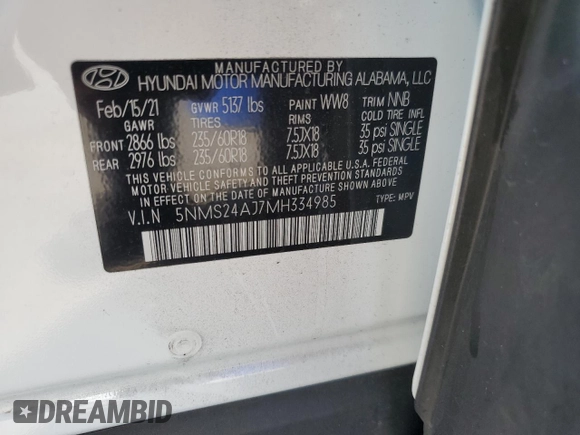 MANUFACTURED BY
HYUNDAI MOTOR MANUFACTURING ALABAMA, LLC
Feb/15/21 GVWR 5137 lbs PAINT WW8 TRIM NNB
GAWR TIRES RIMS COLD TIRE INFL
FRONT 2866 lbs 235/60R18 7.5JX18 35 psi SINGLE
REAR 2976 lbs 235/60R18 7.5JX18 35 psi SINGLE
THIS VEHICLE CONFORMS TO ALL APPLICABLE U.S.A. FEDERAL
MOTOR VEHICLE SAFETY, BUMPER, AND THEFT PREVENTION STANDARDS
IN EFFECT ON THE DATE OF MANUFACTURE SHOWN ABOVE.
V.I.N 5NMS24AJ7MH334985 TYPE: MPV
DREAMBID